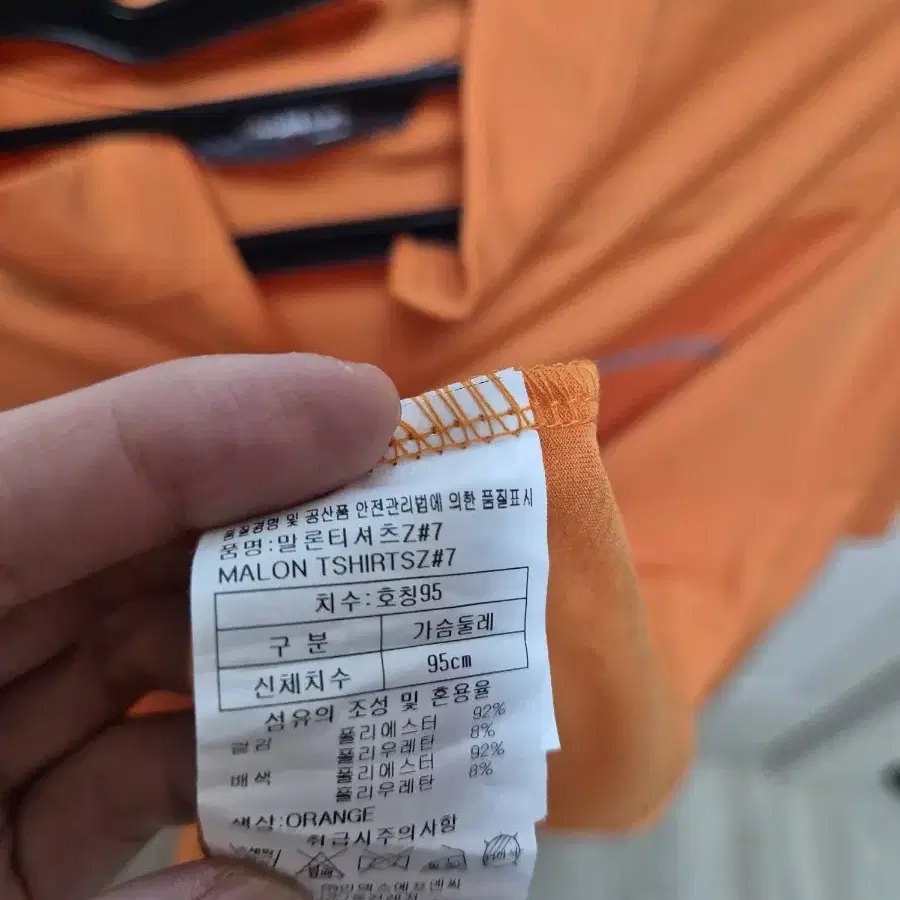 품질경영 및 공산품 안전관리법에 의한 품질표시
품명:말론티셔츠Z#7
MALON TSHIRTSZ#7
치수:호칭95
구 분 가슴둘레
신체치수 95cm
섬유의 조성 및 혼용율
겉감 폴리에스터 92%
폴리우레탄 8%
배색 폴리에스터 92%
폴리우레탄 8%
색상:ORANGE
취급시주의사항